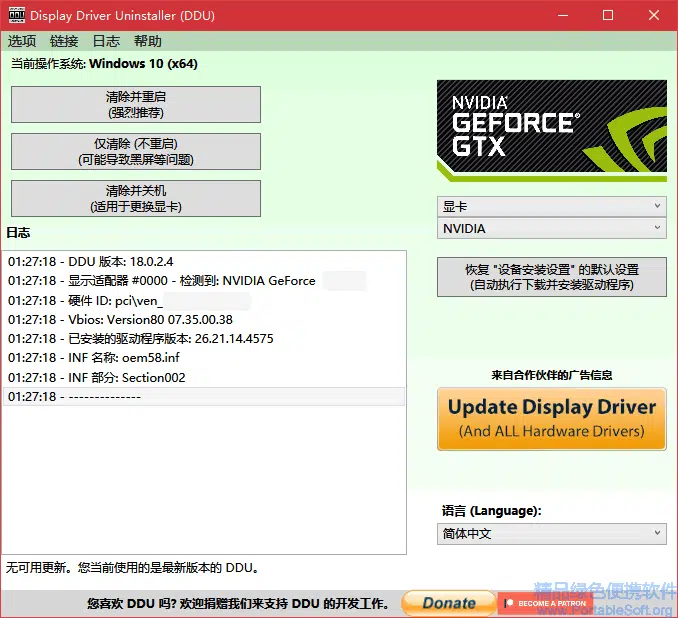 Display Driver Uninstaller (DDU)
选项 链接 日志 帮助
当前操作系统: Windows 10 (x64)
清除并重启
(强烈推荐)
仅清除 (不重启)
(可能导致黑屏等问题)
清除并关机
(适用于更换显卡)
NVIDIA
GEFORCE®
GTX
显卡
NVIDIA
恢复 "设备安装设置" 的默认设置
(自动执行下载并安装驱动程序)
日志
01:27:18 - DDU 版本: 18.0.2.4
01:27:18 - 显示适配器 #0000 - 检测到: NVIDIA GeForce
01:27:18 - 硬件 ID: pci\ven_
01:27:18 - Vbios: Version80 07.35.00.38
01:27:18 - 已安装的驱动程序版本: 26.21.14.4575
01:27:18 - INF 名称: oem58.inf
01:27:18 - INF 部分: Section002
01:27:18 - --------------
来自合作伙伴的广告信息
Update Display Driver
(And ALL Hardware Drivers)
语言 (Language):
简体中文
无可用更新。您当前使用的是最新版本的 DDU。
您喜欢 DDU 吗? 欢迎捐赠我们来支持 DDU 的开发工作。
Donate
BECOME A PATRON
精品绿色便携软件
www.PortableSoft.org